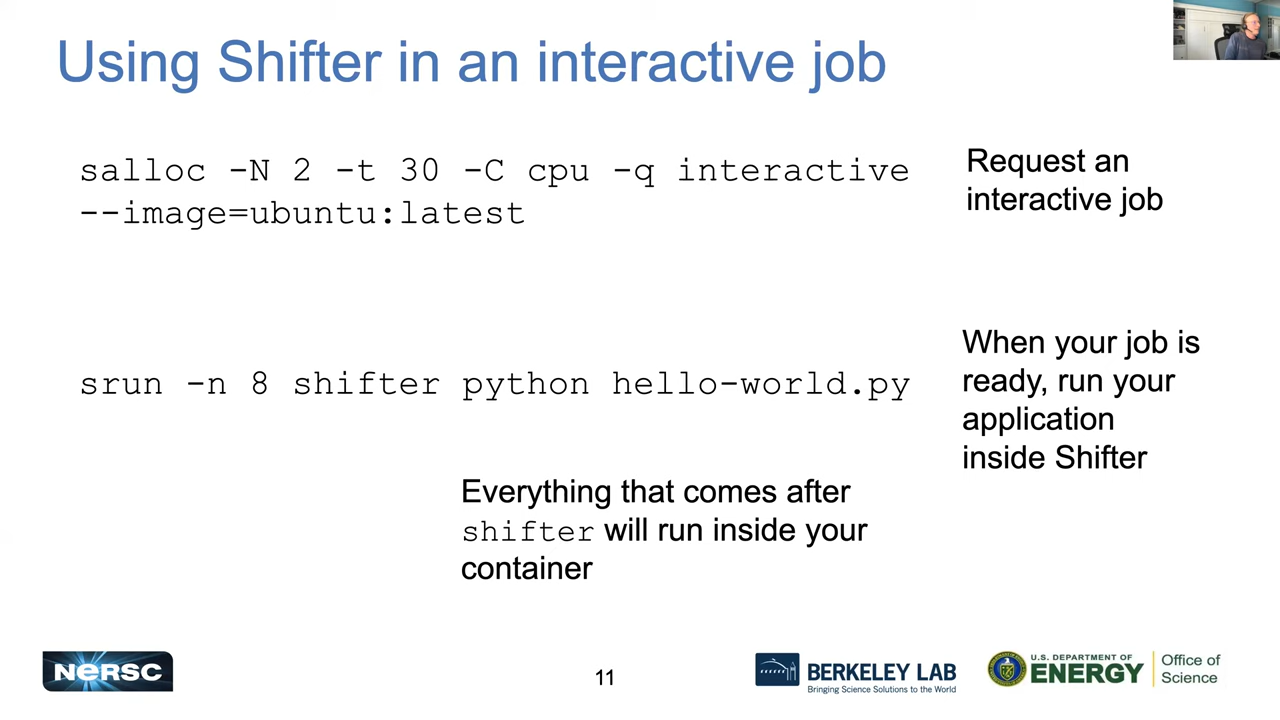 Using Shifter in an interactive job
salloc -N 2 -t 30 -C cpu -q interactive
--image=ubuntu:latest
Request an
interactive job
srun -n 8 shifter python hello-world.py
When your job is
ready, run your
application
inside Shifter
Everything that comes after
shifter will run inside your
container
NERSC
11
BERKELEY LAB
Bringing Science Solutions to the World
U.S. DEPARTMENT OF
ENERGY
Office of
Science